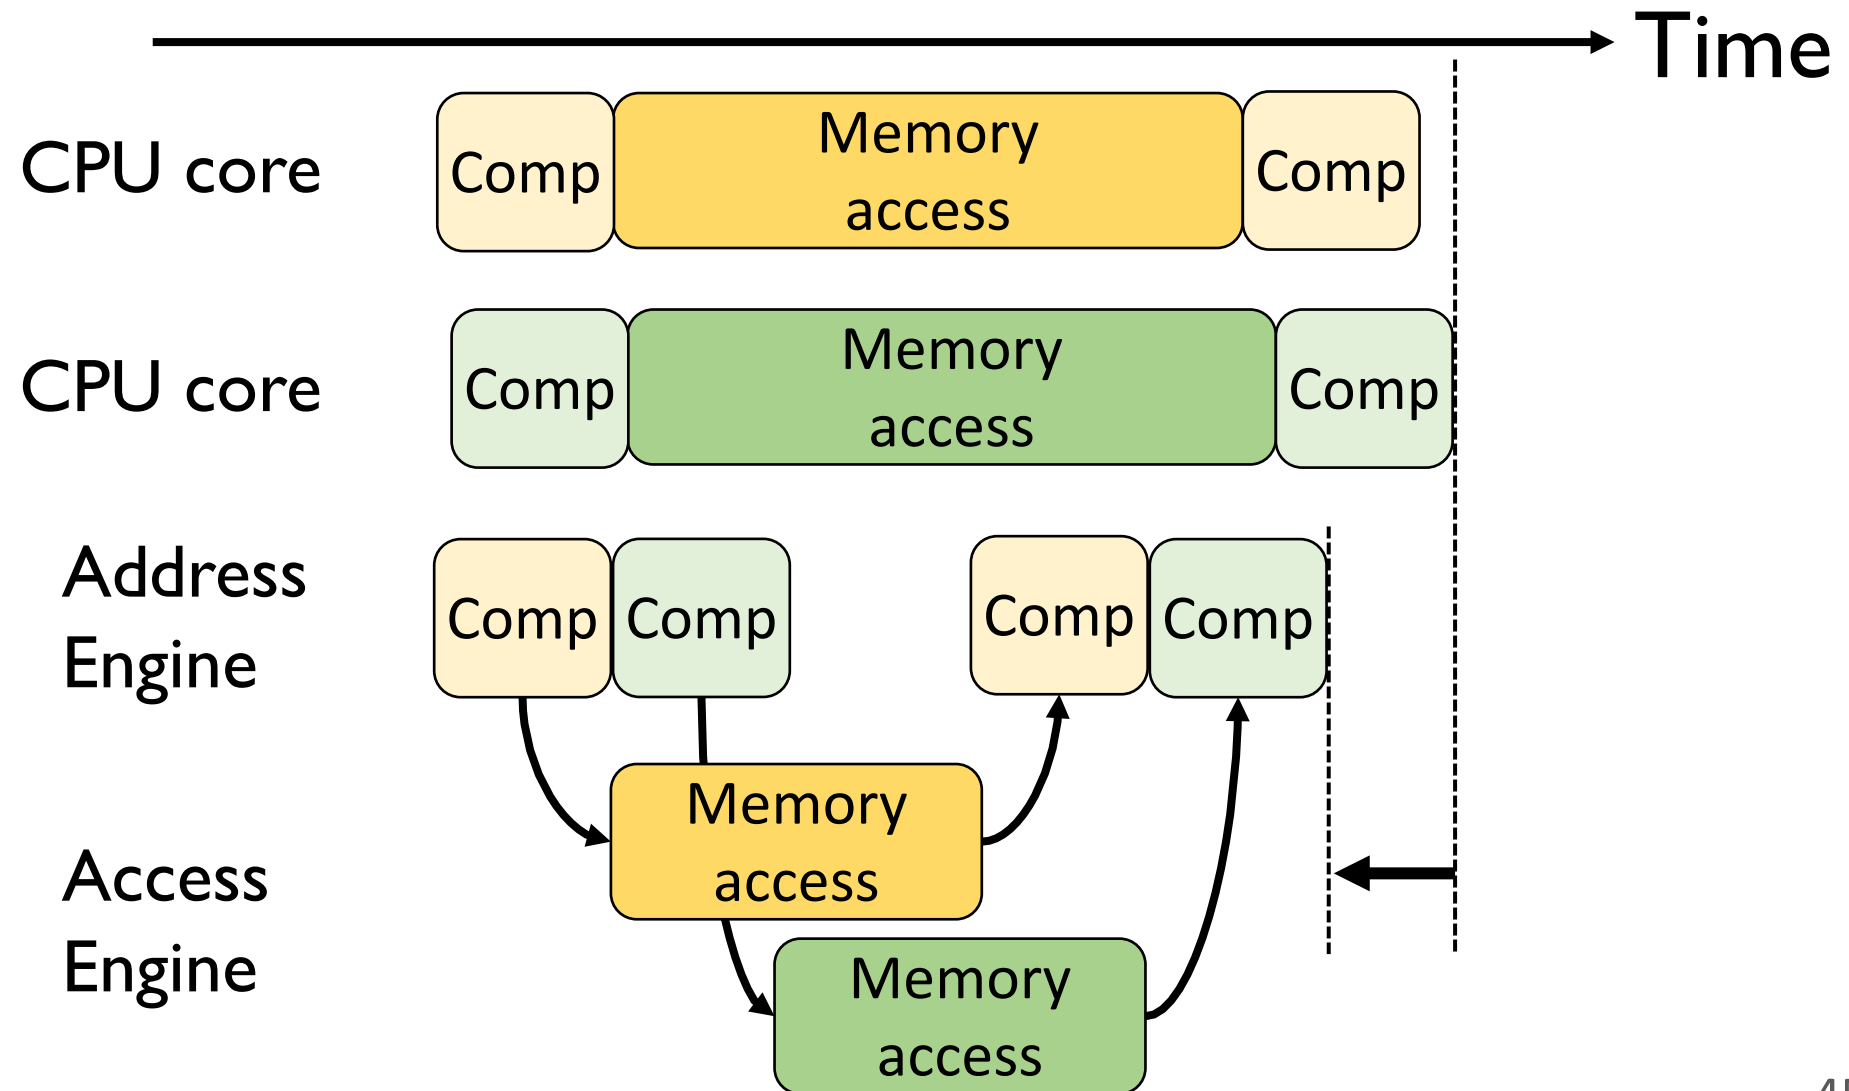 Time
CPU core
Comp
Memory
access
Comp
CPU core
Comp
Memory
access
Comp
Address
Engine
Comp
Comp
Comp
Comp
Access
Engine
Memory
access
Memory
access